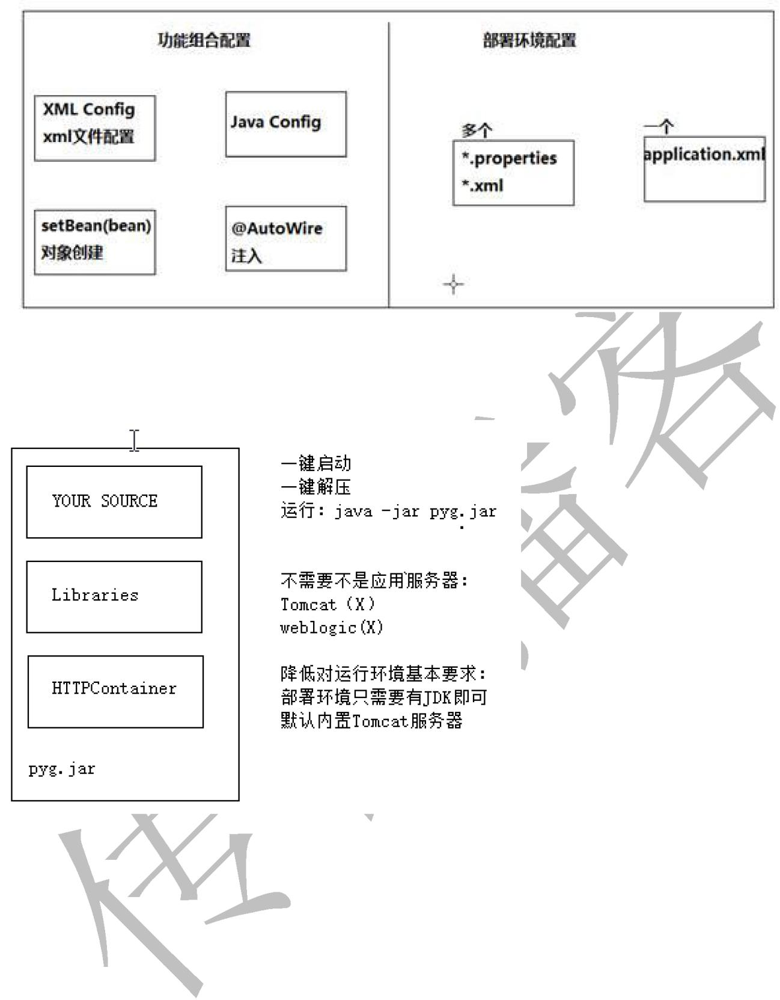 功能组合配置
部署环境配置
XML Config
xml文件配置
Java Config
setBean(bean)
对象创建
@AutoWire
注入
多个
*.properties
*.xml
一个
application.xml
YOUR SOURCE
Libraries
HTTPContainer
pyg.jar
一键启动
一键解压
运行：java -jar pyg.jar
不需要不是应用服务器：
Tomcat（X）
weblogic(X)
降低对运行环境基本要求：
部署环境只需要有JDK即可
默认内置Tomcat服务器
传
播
客